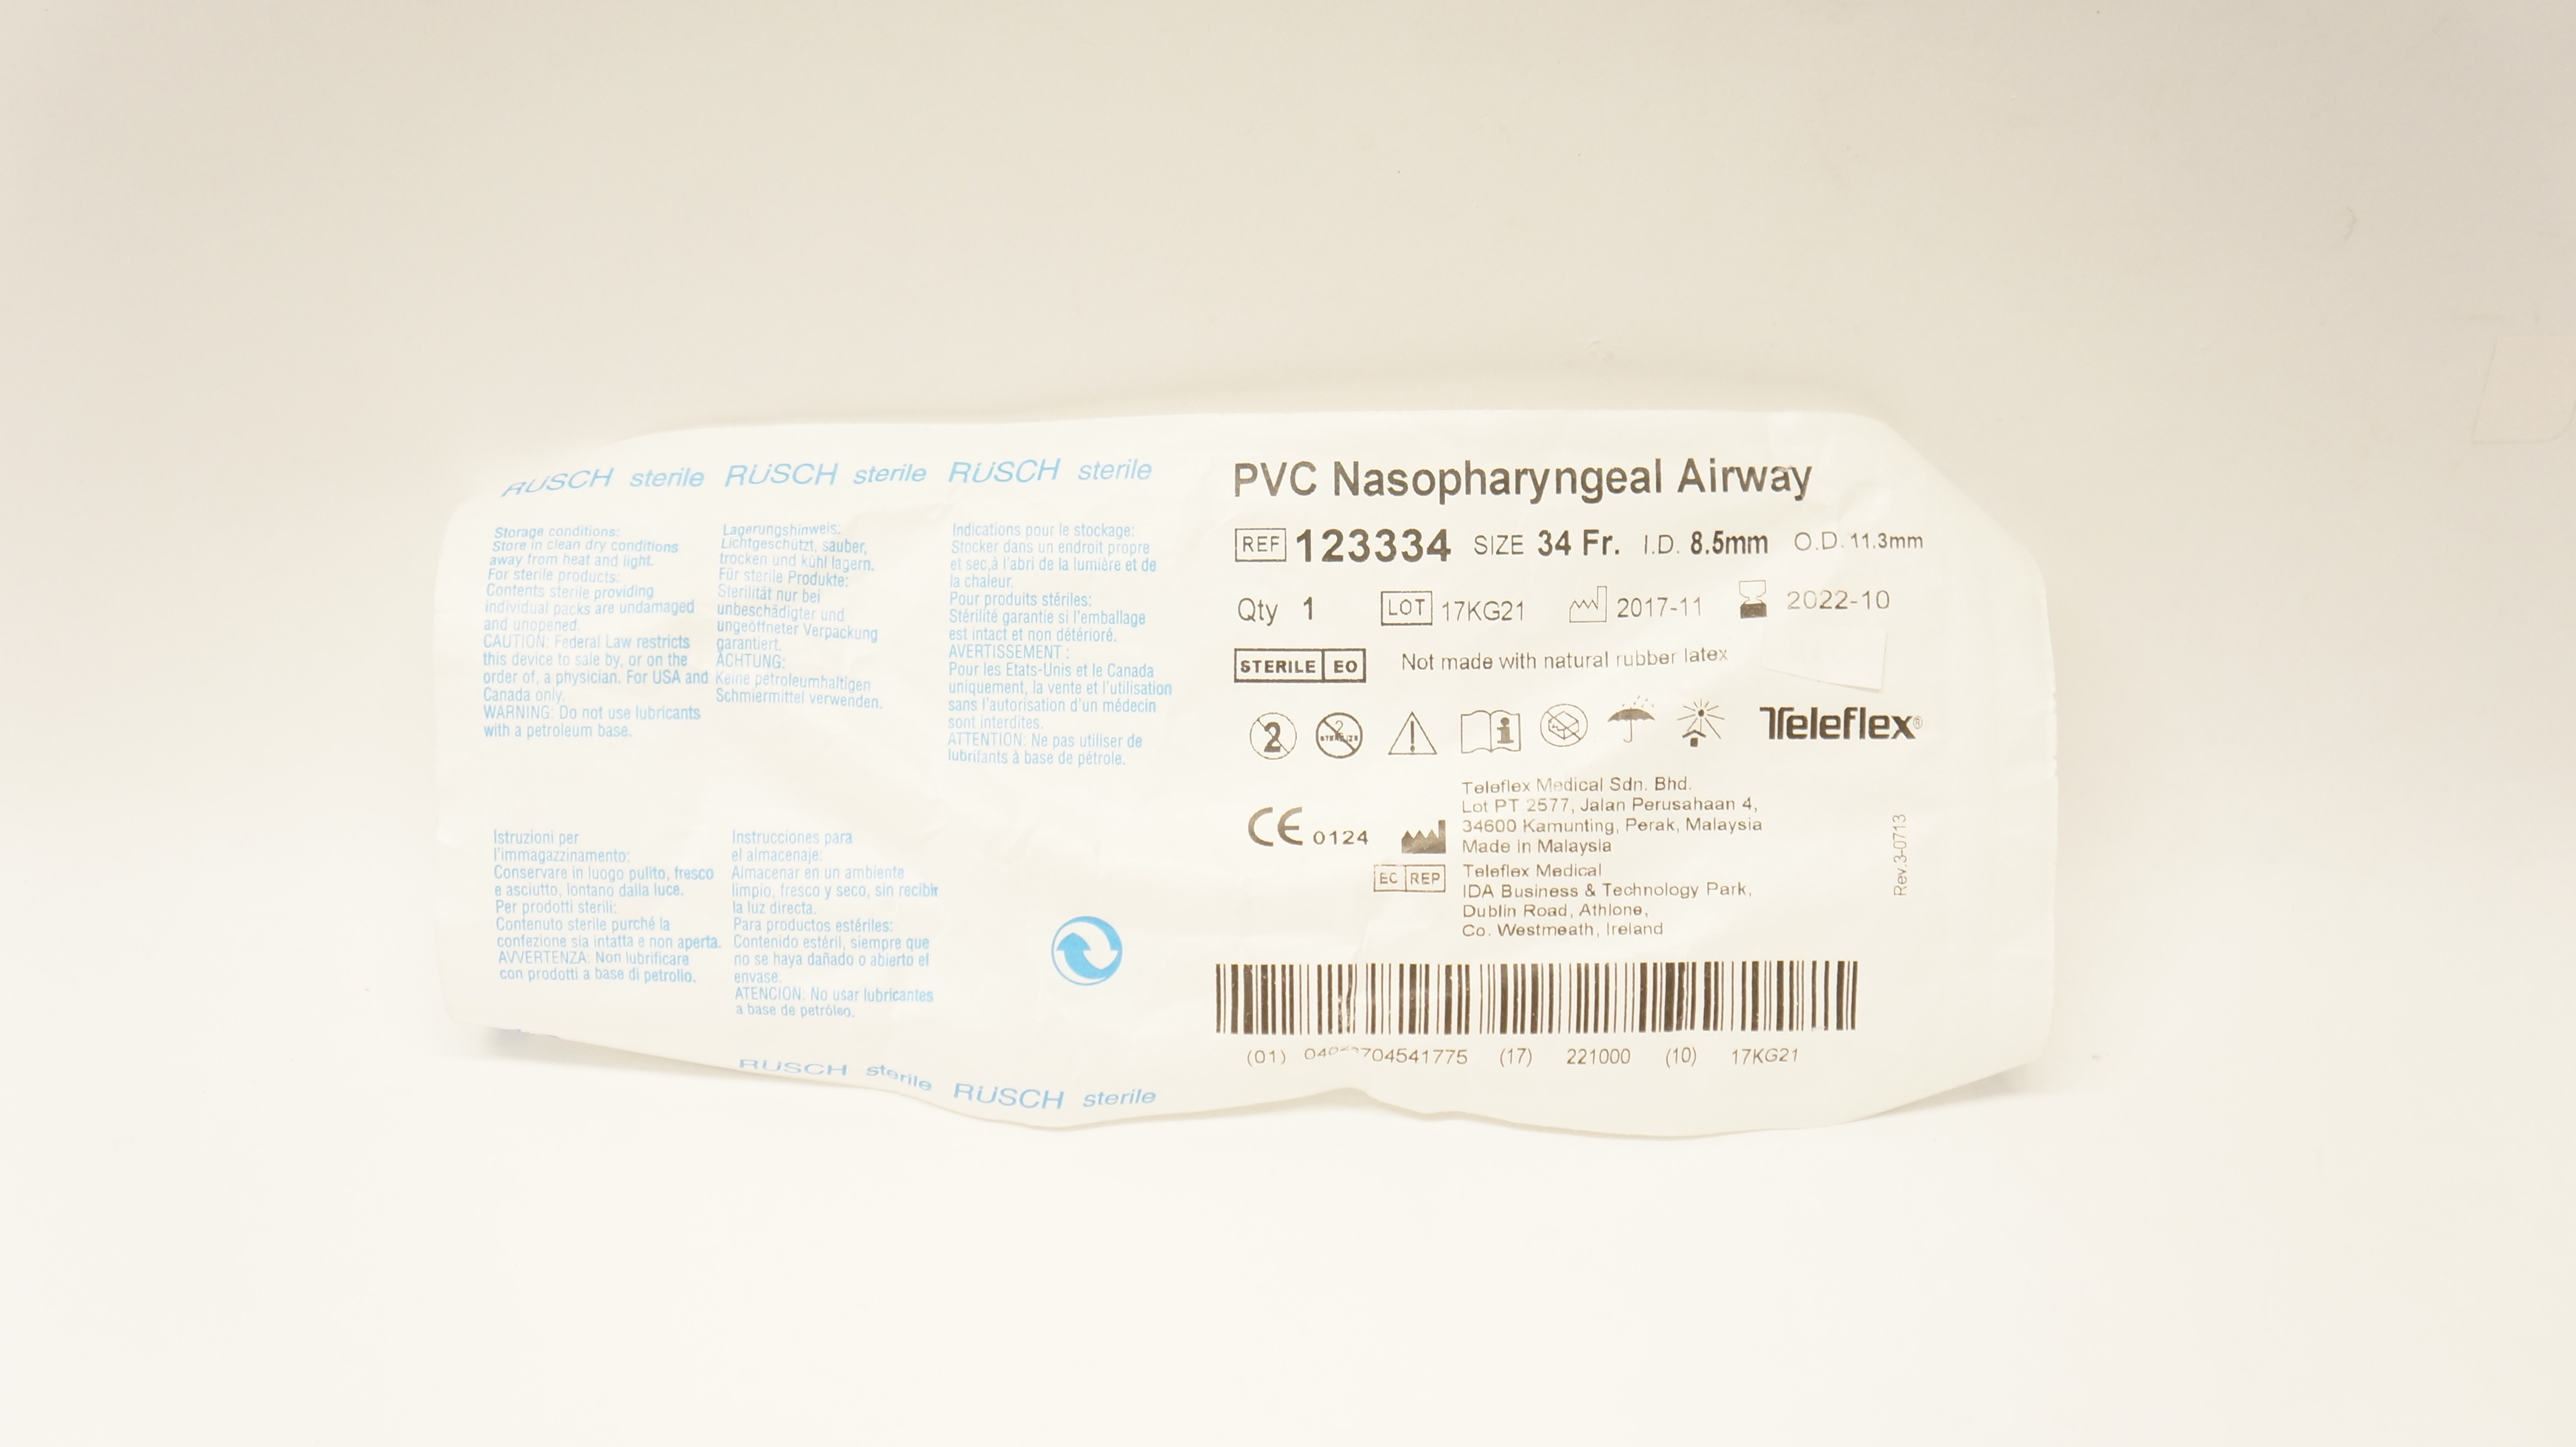 RÜSCH sterile RÜSCH sterile RÜSCH sterile
Storage conditions:
Store in clean dry conditions
away from heat and light.
For sterile products:
Contents sterile providing
individual packs are undamaged
and unopened.
CAUTION: Federal Law restricts
this device to sale by, or on the
order of, a physician. For USA and
Canada only.
WARNING: Do not use lubricants
with a petroleum base.
Lagerungshinweis:
Lichtgeschützt, sauber,
trocken und kühl lagern.
Für sterile Produkte:
Sterilität nur bei
unbeschädigter und
ungeöffneter Verpackung
garantiert.
ACHTUNG:
Keine petroleumhaltigen
Schmiermittel verwenden.
Indications pour le stockage:
Stocker dans un endroit propre
et sec,à l'abri de la lumière et de
la chaleur.
Pour produits stériles:
Stérilité garantie si l'emballage
est intact et non détérioré.
AVERTISSEMENT :
Pour les Etats-Unis et le Canada
uniquement, la vente et l'utilisation
sans l'autorisation d'un médecin
sont interdites.
ATTENTION: Ne pas utiliser de
lubrifants à base de pétrole.
Istruzioni per
l'immagazzinamento:
Conservare in luogo pulito, fresco
e asciutto, lontano dalla luce.
Per prodotti sterili:
Contenuto sterile purché la
confezione sia intatta e non aperta.
AVVERTENZA: Non lubrificare
con prodotti a base di petrolio.
Instrucciones para
el almacenaje:
Almacenar en un ambiente
limpio, fresco y seco, sin recibir
la luz directa.
Para productos estériles:
Contenido estéril, siempre que
no se haya dañado o abierto el
envase.
ATENCION: No usar lubricantes
a base de petróleo.
RÜSCH sterile RÜSCH sterile
PVC Nasopharyngeal Airway
REF 123334 SIZE 34 Fr. I.D. 8.5mm O.D. 11.3mm
Qty 1 LOT 17KG21 2017-11 2022-10
STERILE EO Not made with natural rubber latex
2 2 STERILIZE Teleflex®
Teleflex Medical Sdn. Bhd.
Lot PT 2577, Jalan Perusahaan 4,
34600 Kamunting, Perak, Malaysia
Made in Malaysia
CE 0124
EC REP
Teleflex Medical
IDA Business & Technology Park,
Dublin Road, Athlone,
Co. Westmeath, Ireland
Rev.3-0713
(01) (17) 221000 (10) 17KG21